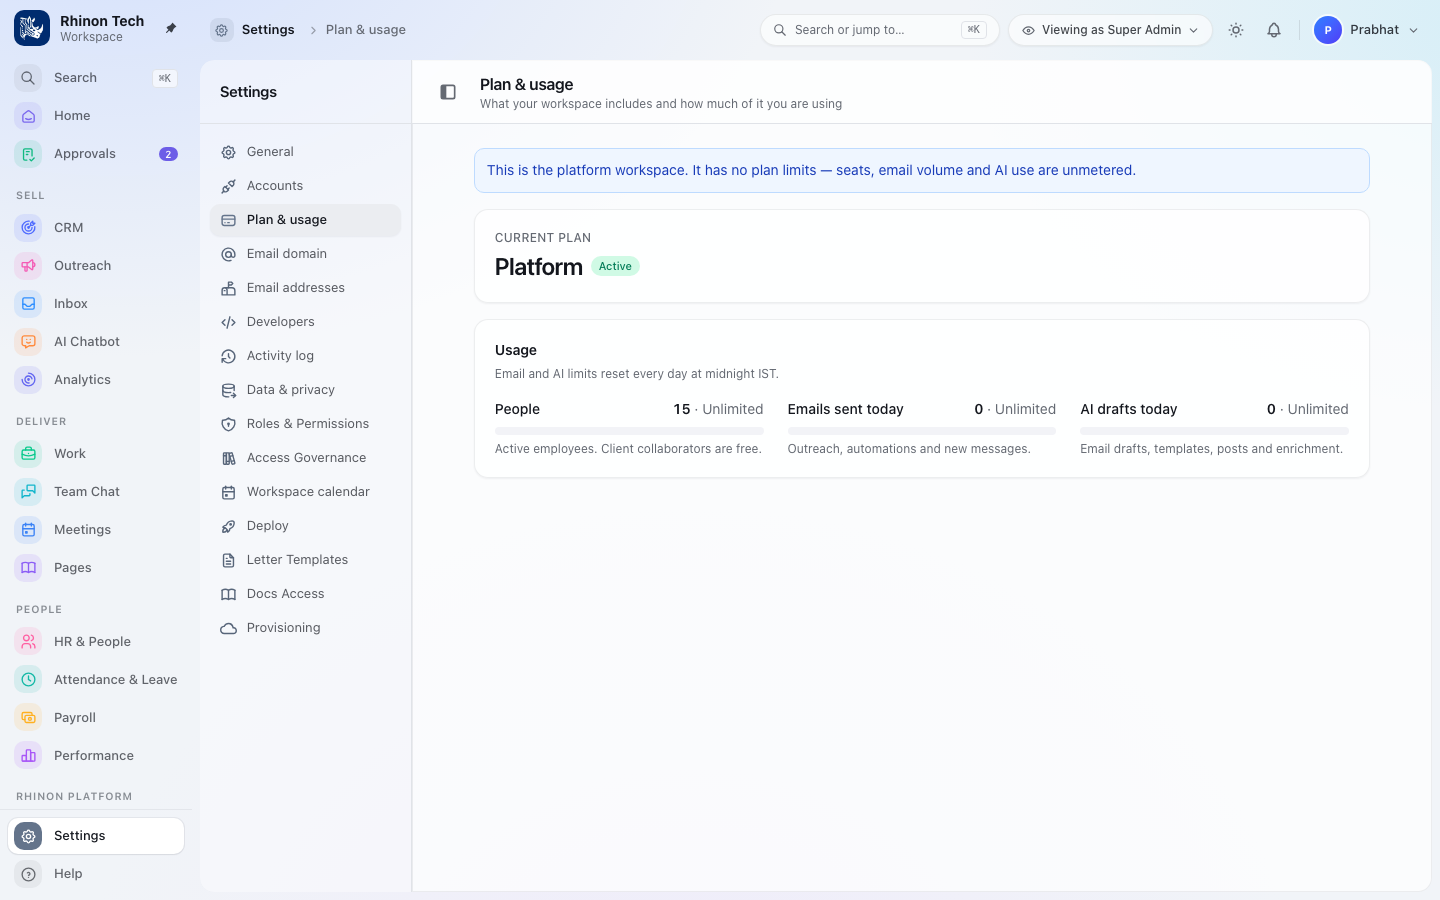 Rhinon Tech
Workspace
Search ⌘K
Home
Approvals 2
SELL
CRM
Outreach
Inbox
AI Chatbot
Analytics
DELIVER
Work
Team Chat
Meetings
Pages
PEOPLE
HR & People
Attendance & Leave
Payroll
Performance
RHINON PLATFORM
Settings
Help
Settings > Plan & usage
Search or jump to... ⌘K
Viewing as Super Admin
P Prabhat
Settings
General
Accounts
Plan & usage
Email domain
Email addresses
Developers
Activity log
Data & privacy
Roles & Permissions
Access Governance
Workspace calendar
Deploy
Letter Templates
Docs Access
Provisioning
Plan & usage
What your workspace includes and how much of it you are using
This is the platform workspace. It has no plan limits — seats, email volume and AI use are unmetered.
CURRENT PLAN
Platform Active
Usage
Email and AI limits reset every day at midnight IST.
People 15 · Unlimited
Active employees. Client collaborators are free.
Emails sent today 0 · Unlimited
Outreach, automations and new messages.
AI drafts today 0 · Unlimited
Email drafts, templates, posts and enrichment.